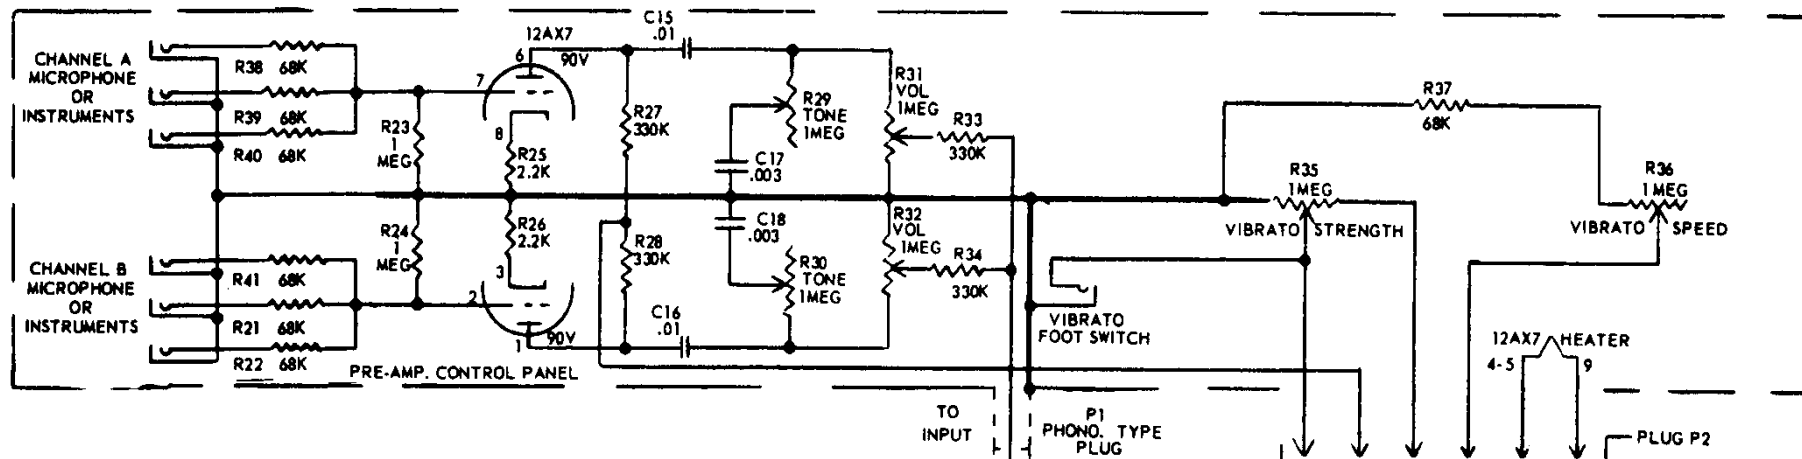 CHANNEL A
MICROPHONE
OR
INSTRUMENTS
R38 68K
R39 68K
R40 68K
R23
1
MEG
12AX7
6
90V
7
8
R25
2.2K
C15
.01
R27
330K
C17
.003
R29
TONE
1MEG
R31
VOL
1MEG
R33
330K
R37
68K
R35
1MEG
VIBRATO STRENGTH
R36
1MEG
VIBRATO SPEED
CHANNEL B
MICROPHONE
OR
INSTRUMENTS
R41 68K
R21 68K
R22 68K
R24
1
MEG
R26
2.2K
3
2
1
90V
R28
330K
C16
.01
C18
.003
R30
TONE
1MEG
R32
VOL
1MEG
R34
330K
VIBRATO
FOOT SWITCH
12AX7 HEATER
4-5
9
PRE-AMP. CONTROL PANEL
TO
INPUT
P1
PHONO. TYPE
PLUG
PLUG P2